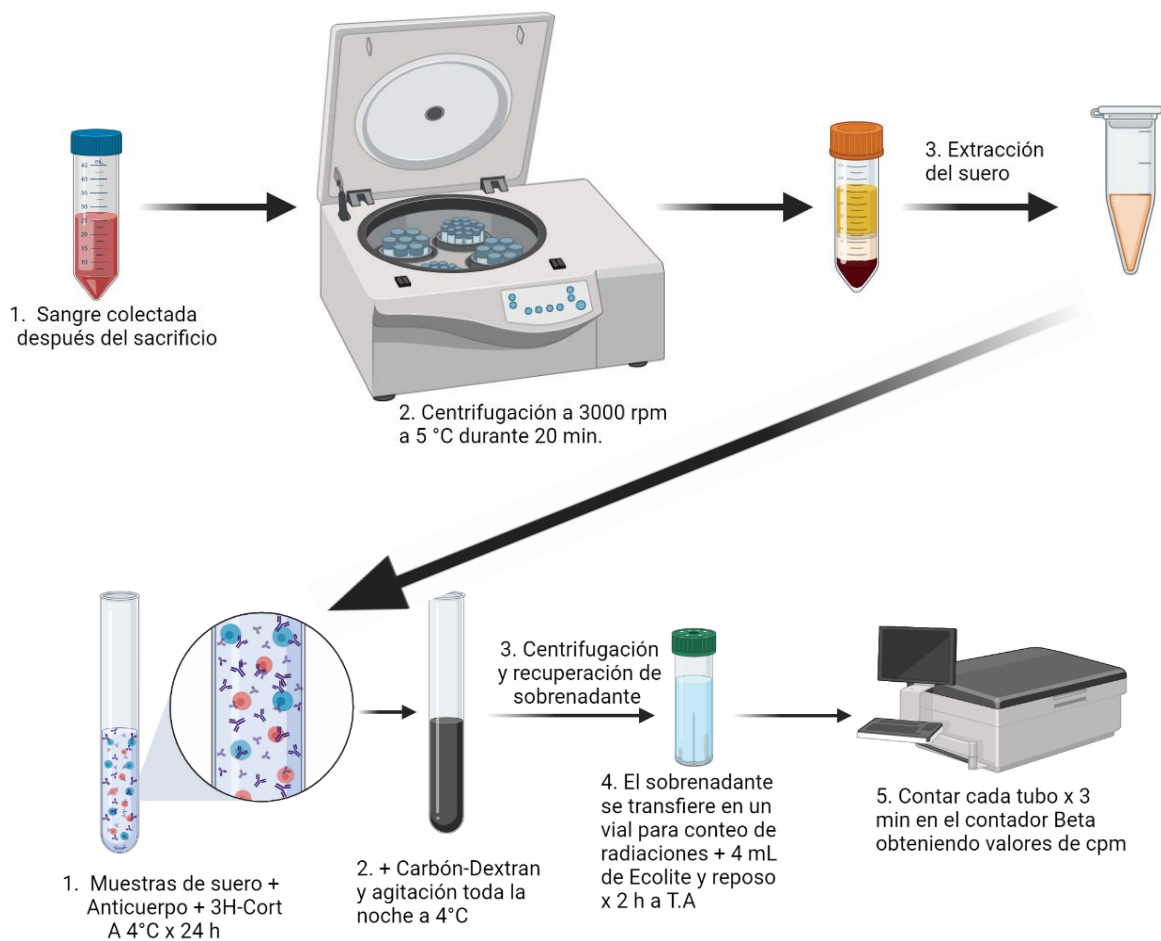 1. Sangre colectada
después del sacrificio
2. Centrifugación a 3000 rpm
a 5 °C durante 20 min.
3. Extracción
del suero
1. Muestras de suero +
Anticuerpo + 3H-Cort
A 4°C x 24 h
2. + Carbón-Dextran
y agitación toda la
noche a 4°C
3. Centrifugación
y recuperación de
sobrenadante
4. El sobrenadante
se transfiere en un
vial para conteo de
radiaciones + 4 mL
de Ecolite y reposo
x 2 h a T.A
5. Contar cada tubo x 3
min en el contador Beta
obteniendo valores de cpm